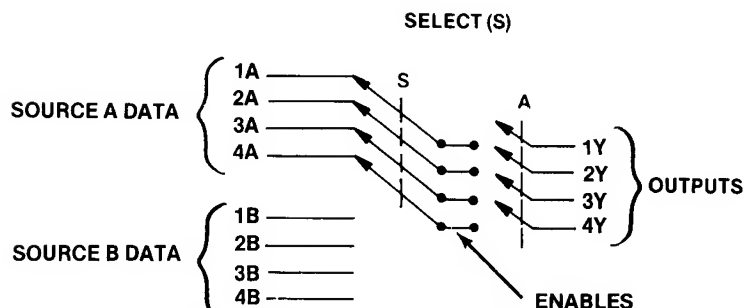 SELECT (S)
1A
2A
3A
4A
SOURCE A DATA
S
A
1Y
2Y
3Y
4Y
OUTPUTS
1B
2B
3B
4B
SOURCE B DATA
ENABLES